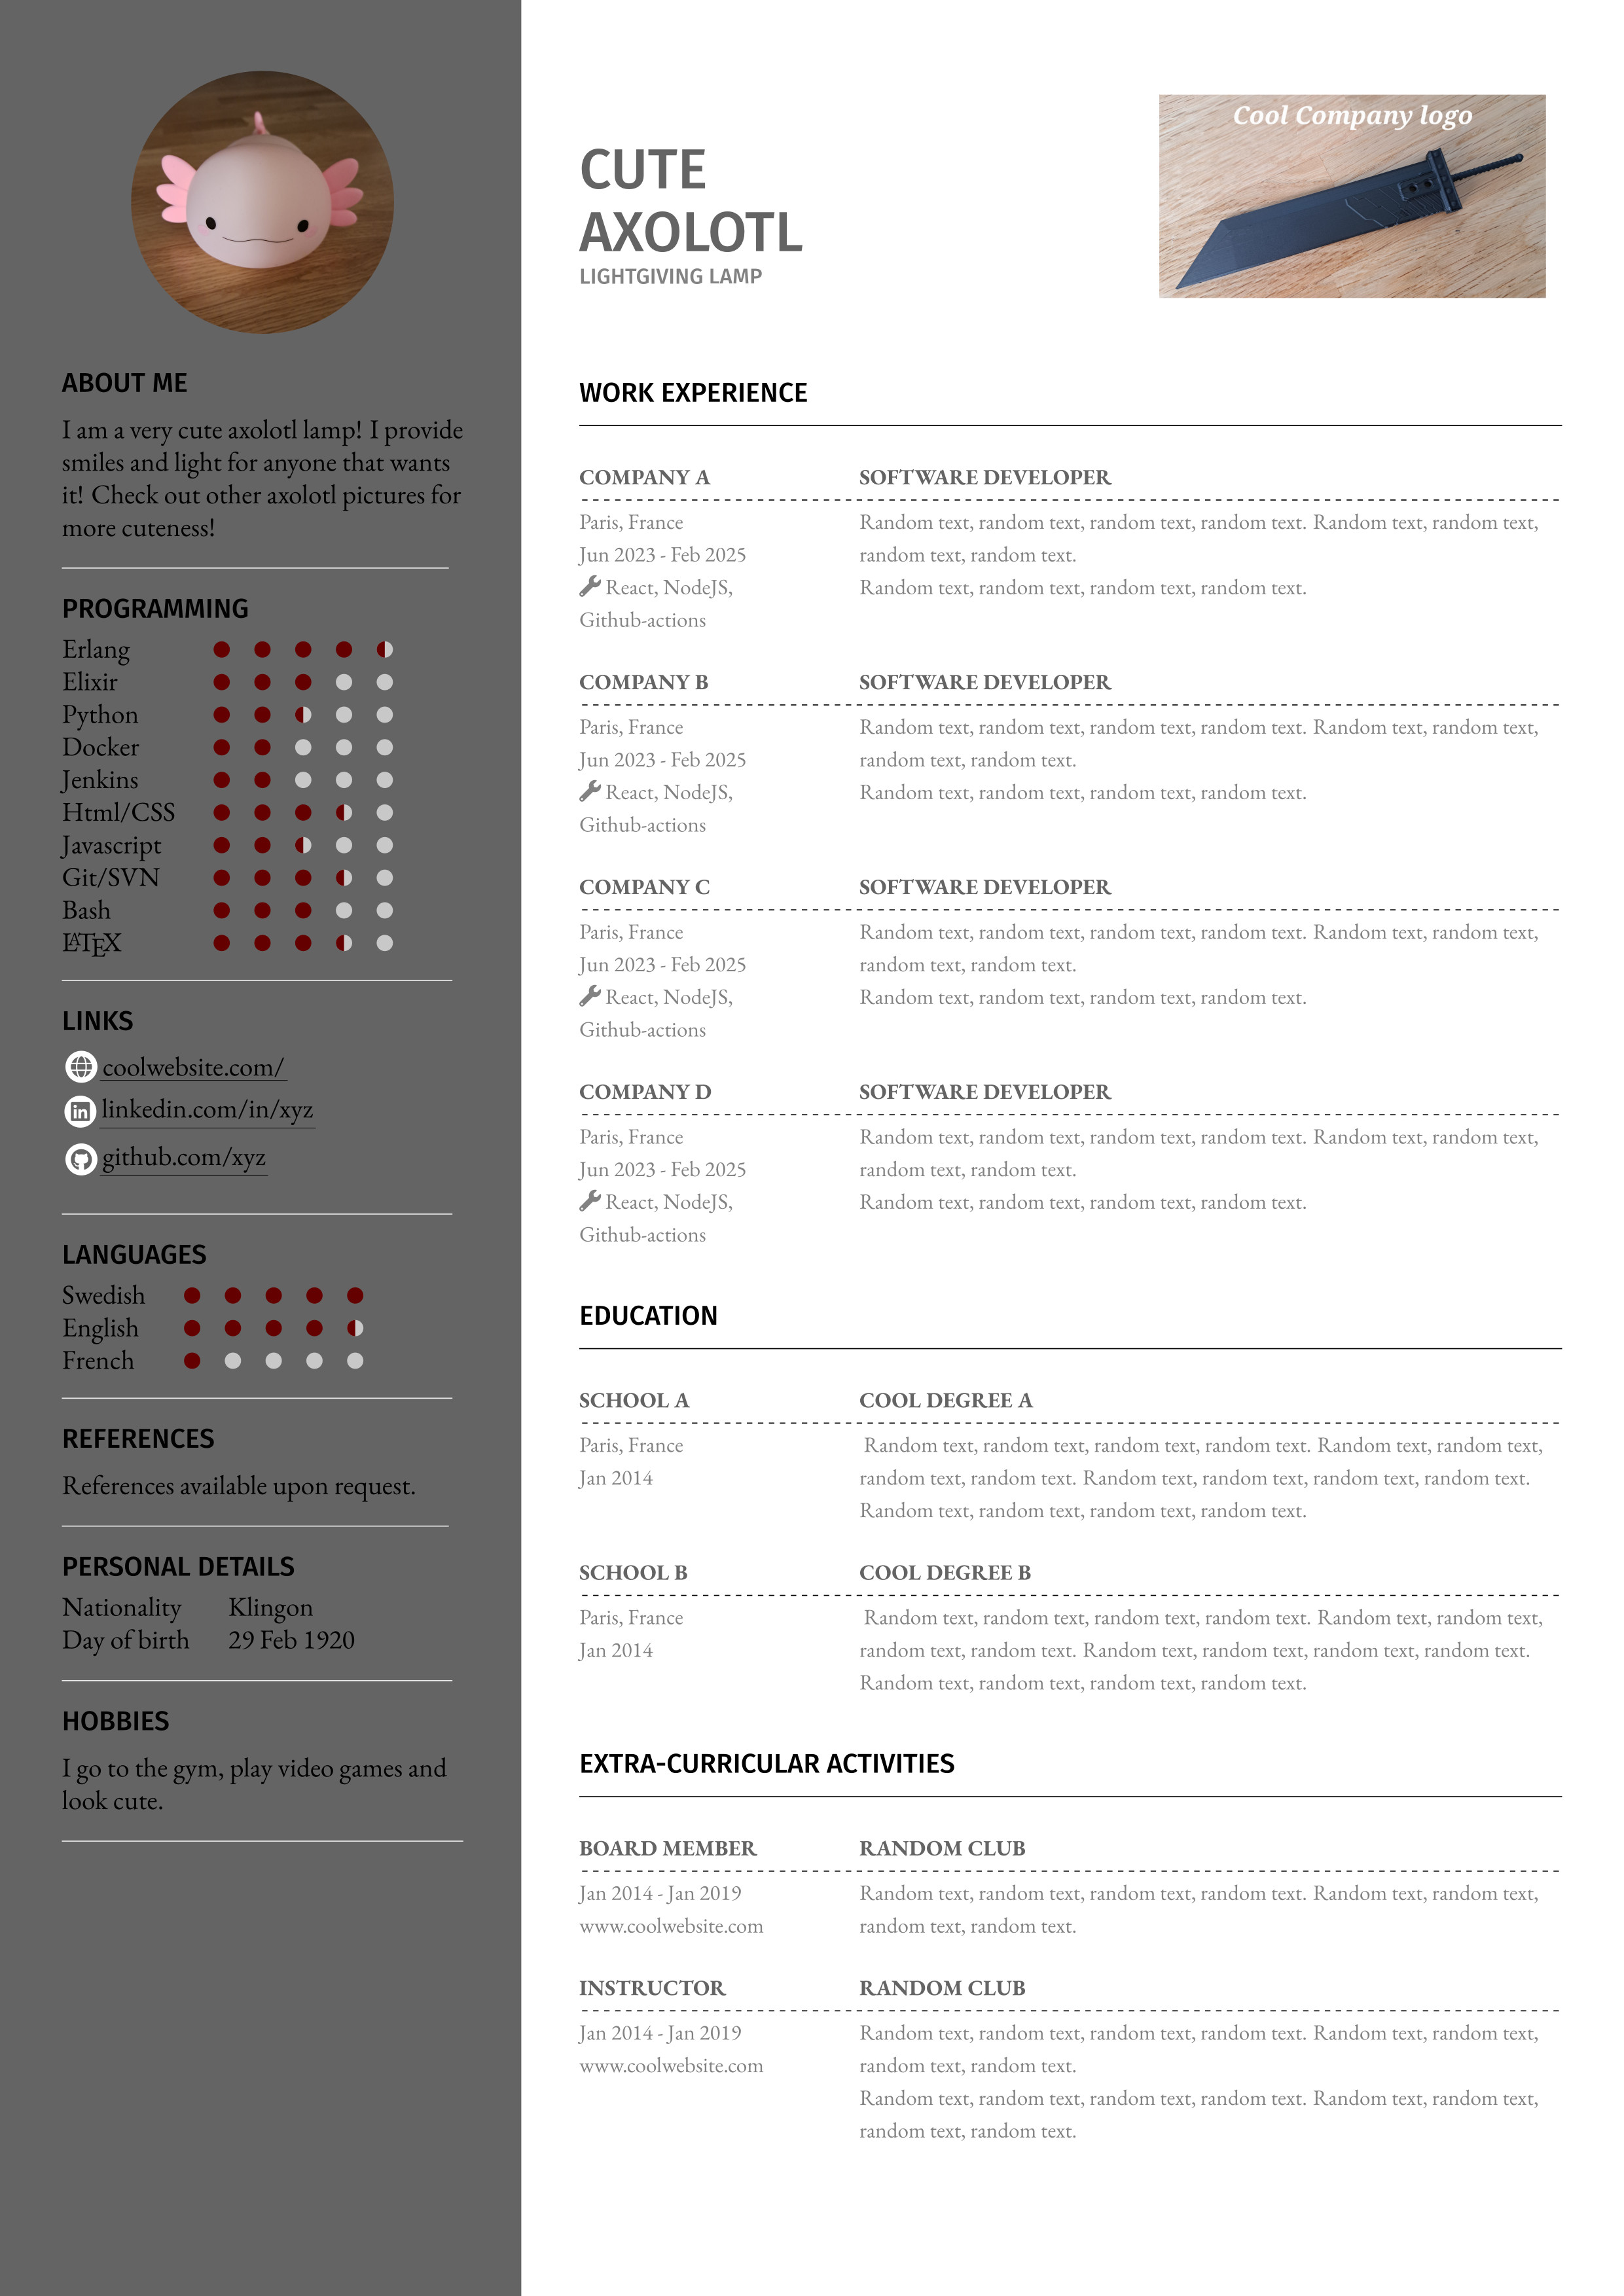 ABOUT ME
I am a very cute axolotl lamp! I provide
smiles and light for anyone that wants
it! Check out other axolotl pictures for
more cuteness!
PROGRAMMING
Erlang
Elixir
Python
Docker
Jenkins
Html/CSS
Javascript
Git/SVN
Bash
LATEX
LINKS
coolwebsite.com/
in linkedin.com/in/xyz
github.com/xyz
LANGUAGES
Swedish
English
French
REFERENCES
References available upon request.
PERSONAL DETAILS
Nationality Klingon
Day of birth 29 Feb 1920
HOBBIES
I go to the gym, play video games and
look cute.
CUTE
AXOLOTL
LIGHTGIVING LAMP
Cool Company logo
WORK EXPERIENCE
COMPANY A SOFTWARE DEVELOPER
Paris, France Random text, random text, random text, random text. Random text, random text,
Jun 2023 - Feb 2025 random text, random text.
React, NodeJS, Random text, random text, random text, random text.
Github-actions
COMPANY B SOFTWARE DEVELOPER
Paris, France Random text, random text, random text, random text. Random text, random text,
Jun 2023 - Feb 2025 random text, random text.
React, NodeJS, Random text, random text, random text, random text.
Github-actions
COMPANY C SOFTWARE DEVELOPER
Paris, France Random text, random text, random text, random text. Random text, random text,
Jun 2023 - Feb 2025 random text, random text.
React, NodeJS, Random text, random text, random text, random text.
Github-actions
COMPANY D SOFTWARE DEVELOPER
Paris, France Random text, random text, random text, random text. Random text, random text,
Jun 2023 - Feb 2025 random text, random text.
React, NodeJS, Random text, random text, random text, random text.
Github-actions
EDUCATION
SCHOOL A COOL DEGREE A
Paris, France Random text, random text, random text, random text. Random text, random text,
Jan 2014 random text, random text. Random text, random text, random text, random text.
Random text, random text, random text, random text.
SCHOOL B COOL DEGREE B
Paris, France Random text, random text, random text, random text. Random text, random text,
Jan 2014 random text, random text. Random text, random text, random text, random text.
Random text, random text, random text, random text.
EXTRA-CURRICULAR ACTIVITIES
BOARD MEMBER RANDOM CLUB
Jan 2014 - Jan 2019 Random text, random text, random text, random text. Random text, random text,
www.coolwebsite.com random text, random text.
INSTRUCTOR RANDOM CLUB
Jan 2014 - Jan 2019 Random text, random text, random text, random text. Random text, random text,
www.coolwebsite.com random text, random text.
Random text, random text, random text, random text. Random text, random text,
random text, random text.